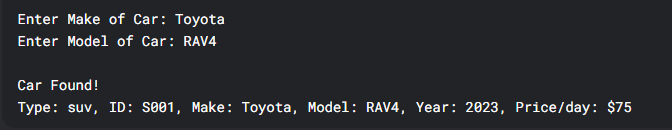 Enter Make of Car: Toyota
Enter Model of Car: RAV4
Car Found!
Type: suv, ID: S001, Make: Toyota, Model: RAV4, Year: 2023, Price/day: $75